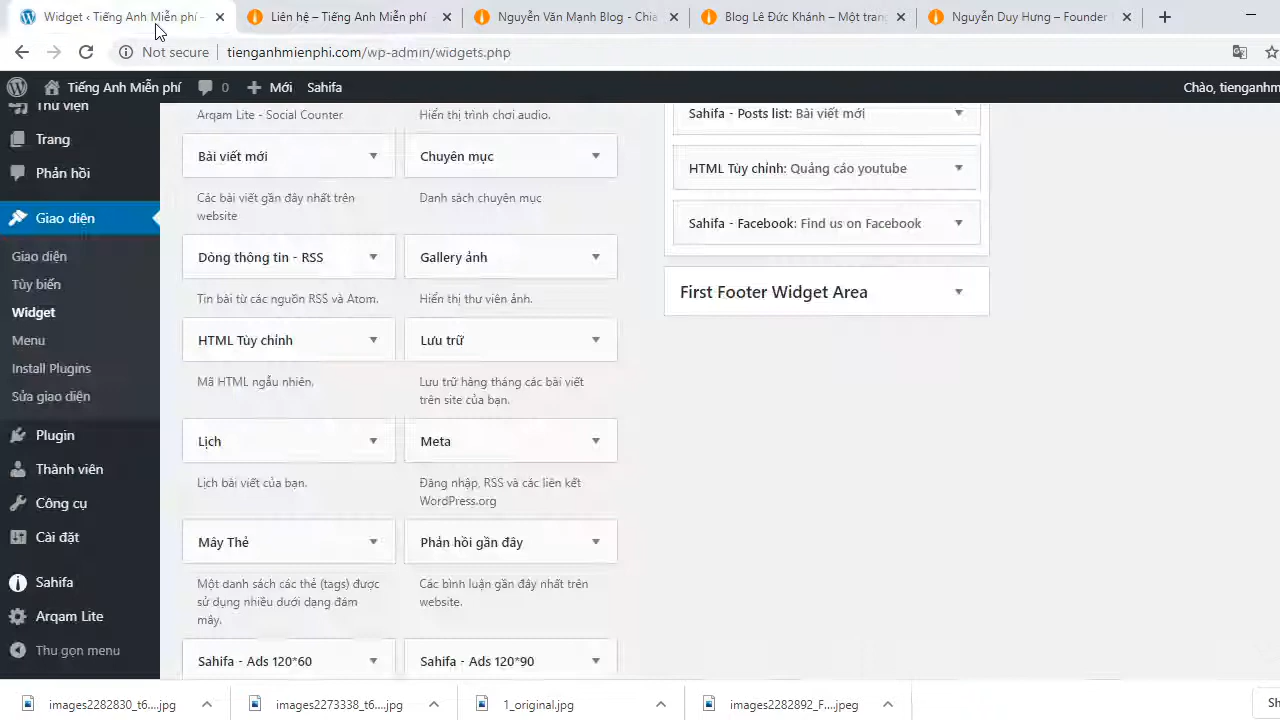 Widget ‹ Tiếng Anh Miễn phí -
Liên hệ – Tiếng Anh Miễn phí
Nguyễn Văn Mạnh Blog - Chia
Blog Lê Đức Khánh – Một trang
Nguyễn Duy Hưng – Founder
Not secure
tienganhmienphi.com/wp-admin/widgets.php
Tiếng Anh Miễn phí
0
Mới
Sahifa
Chào, tienganhm
Thư viện
Trang
Phản hồi
Giao diện
Giao diện
Tùy biến
Widget
Menu
Install Plugins
Sửa giao diện
Plugin
Thành viên
Công cụ
Cài đặt
Sahifa
Arqam Lite
Thu gọn menu
Arqam Lite - Social Counter
Hiển thị trình chơi audio.
Bài viết mới
Chuyên mục
Các bài viết gần đây nhất trên
website
Danh sách chuyên mục
Dòng thông tin - RSS
Gallery ảnh
Tin bài từ các nguồn RSS và Atom.
Hiển thị thư viện ảnh.
HTML Tùy chỉnh
Lưu trữ
Mã HTML ngẫu nhiên.
Lưu trữ hàng tháng các bài viết
trên site của bạn.
Lịch
Meta
Lịch bài viết của bạn.
Đăng nhập, RSS và các liên kết
WordPress.org
Mây Thẻ
Phản hồi gần đây
Một danh sách các thẻ (tags) được
sử dụng nhiều dưới dạng đám
mây.
Các bình luận gần đây nhất trên
website.
Sahifa - Ads 120*60
Sahifa - Ads 120*90
Sahifa - Posts list: Bài viết mới
HTML Tùy chỉnh: Quảng cáo youtube
Sahifa - Facebook: Find us on Facebook
First Footer Widget Area
images2282830_t6....jpg
images2273338_t6....jpg
1_original.jpg
images2282892_F....jpeg
Sh